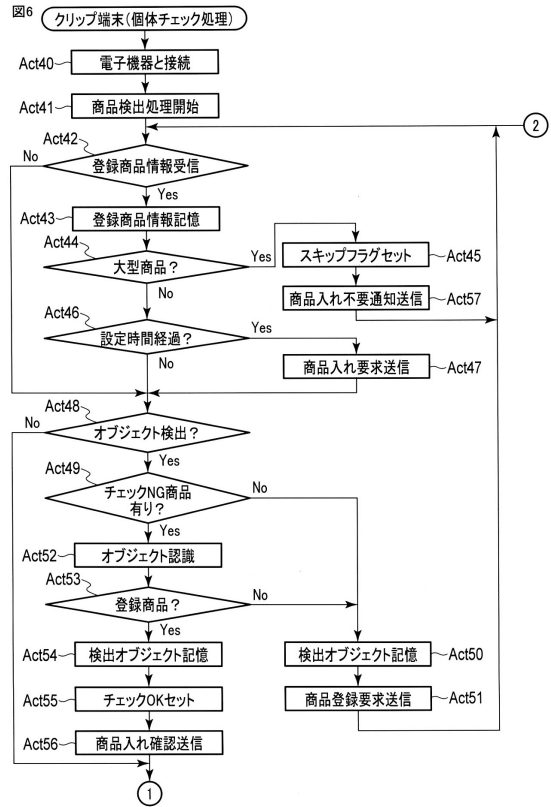 図6
クリップ端末(個体チェック処理)
Act40
電子機器と接続
Act41
商品検出処理開始
2
Act42
登録商品情報受信
No
Yes
Act43
登録商品情報記憶
Act44
大型商品?
Yes
スキップフラグセット
Act45
No
商品入れ不要通知送信
Act57
Act46
設定時間経過?
Yes
No
商品入れ要求送信
Act47
Act48
オブジェクト検出?
No
Yes
Act49
チェックNG商品
有り?
No
Yes
Act52
オブジェクト認識
Act53
登録商品?
No
Yes
Act54
検出オブジェクト記憶
検出オブジェクト記憶
Act50
Act55
チェックOKセット
商品登録要求送信
Act51
Act56
商品入れ確認送信
1